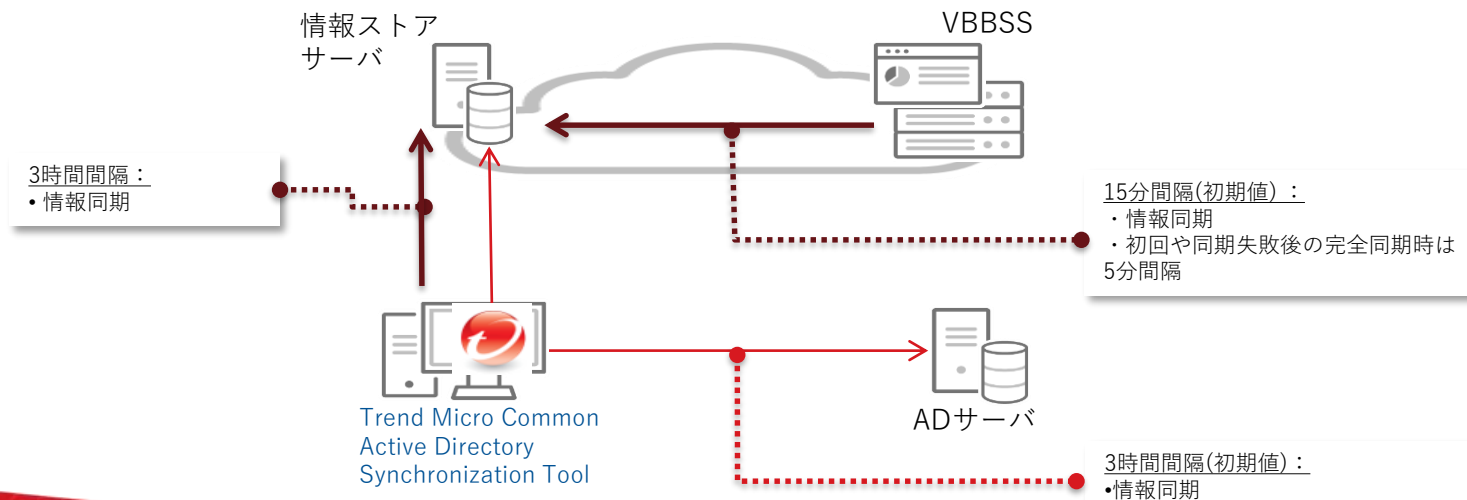 情報ストア
サーバ
VBBSS
3時間間隔：
• 情報同期
15分間隔(初期値)：
・情報同期
・初回や同期失敗後の完全同期時は
5分間隔
Trend Micro Common
Active Directory
Synchronization Tool
ADサーバ
3時間間隔(初期値)：
•情報同期